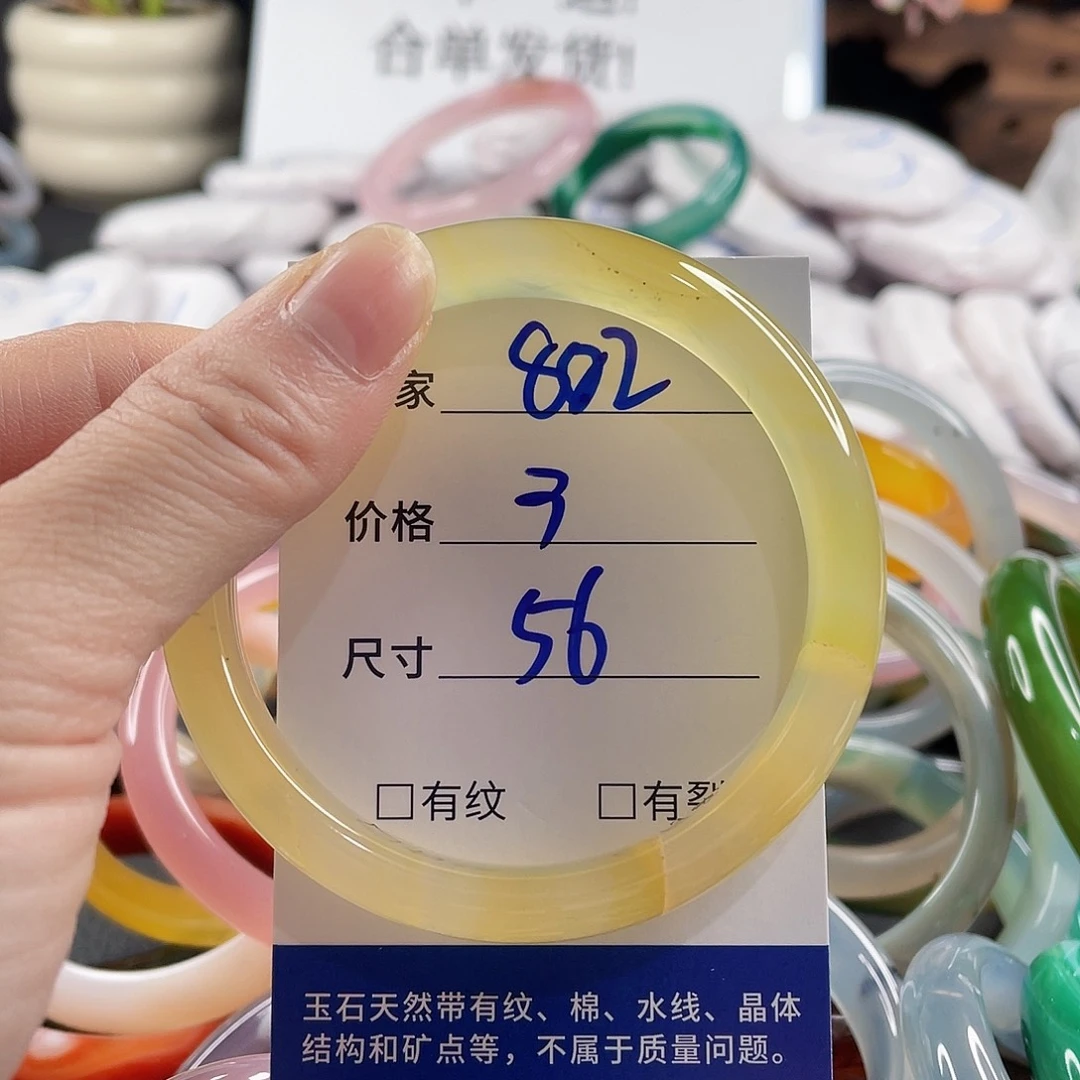 合单发货!
家 802
价格 3
尺寸 56
□有纹 □有裂
玉石天然带有纹、棉、水线、晶体
结构和矿点等，不属于质量问题。